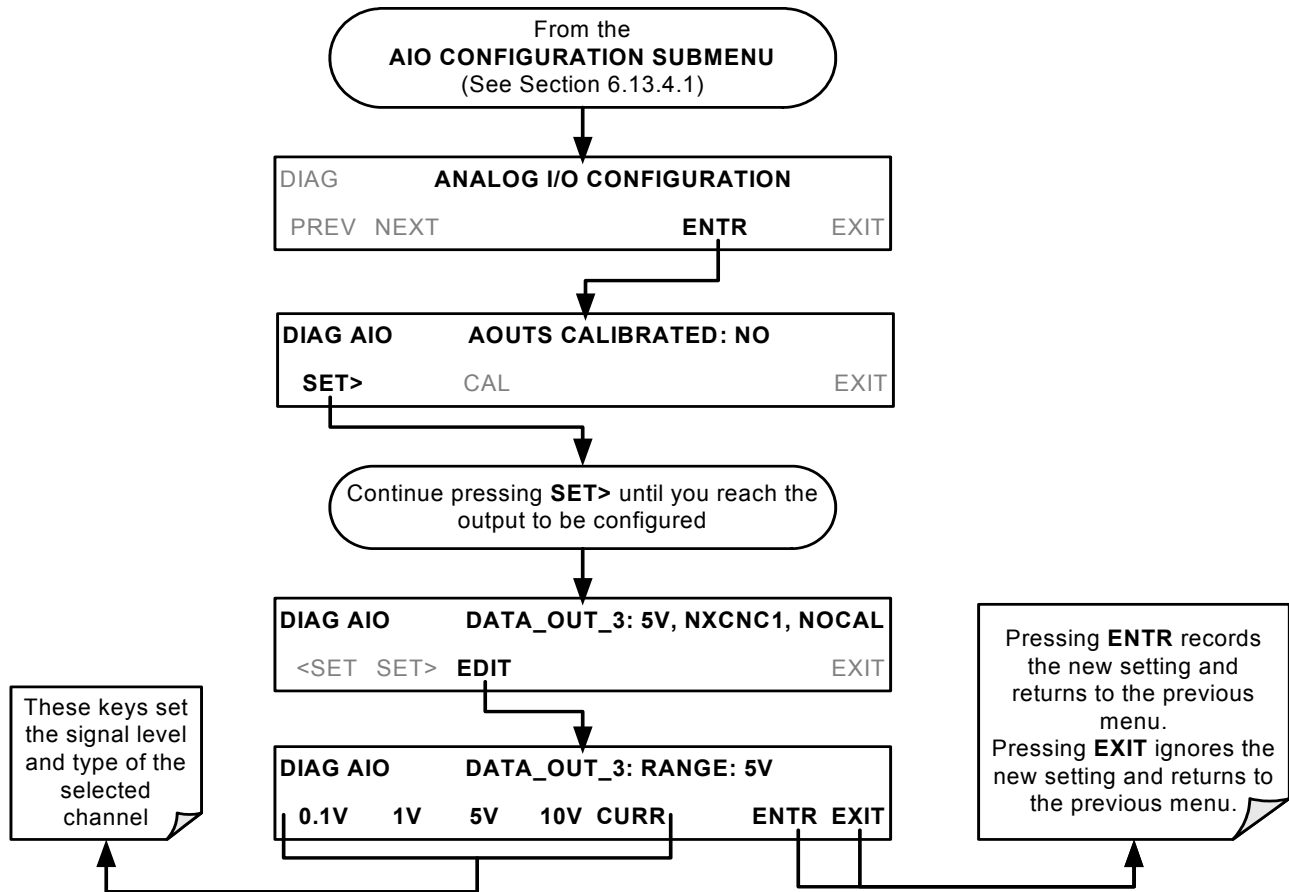 From the
AIO CONFIGURATION SUBMENU
(See Section 6.13.4.1)
DIAG ANALOG I/O CONFIGURATION
PREV NEXT ENTR EXIT
DIAG AIO AOUTS CALIBRATED: NO
SET> CAL EXIT
Continue pressing SET> until you reach the
output to be configured
DIAG AIO DATA_OUT_3: 5V, NXCNC1, NOCAL
<SET SET> EDIT EXIT
These keys set
the signal level
and type of the
selected
channel
DIAG AIO DATA_OUT_3: RANGE: 5V
0.1V 1V 5V 10V CURR ENTR EXIT
Pressing ENTR records
the new setting and
returns to the previous
menu.
Pressing EXIT ignores the
new setting and returns to
the previous menu.